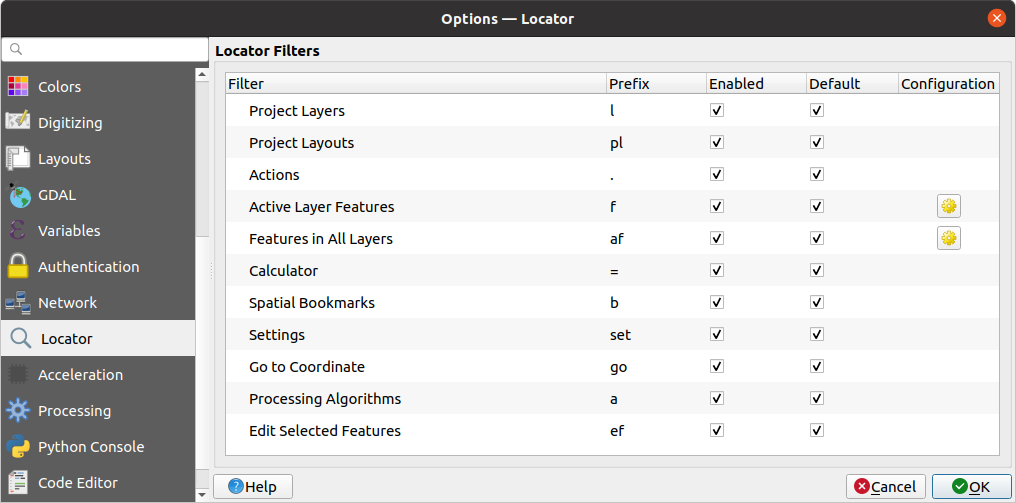 Options — Locator
Locator Filters
Colors
Digitizing
Layouts
GDAL
Variables
Authentication
Network
Locator
Acceleration
Processing
Python Console
Code Editor
Filter Prefix Enabled Default Configuration
Project Layers l
Project Layouts pl
Actions .
Active Layer Features f
Features in All Layers af
Calculator =
Spatial Bookmarks b
Settings set
Go to Coordinate go
Processing Algorithms a
Edit Selected Features ef
Help Cancel OK